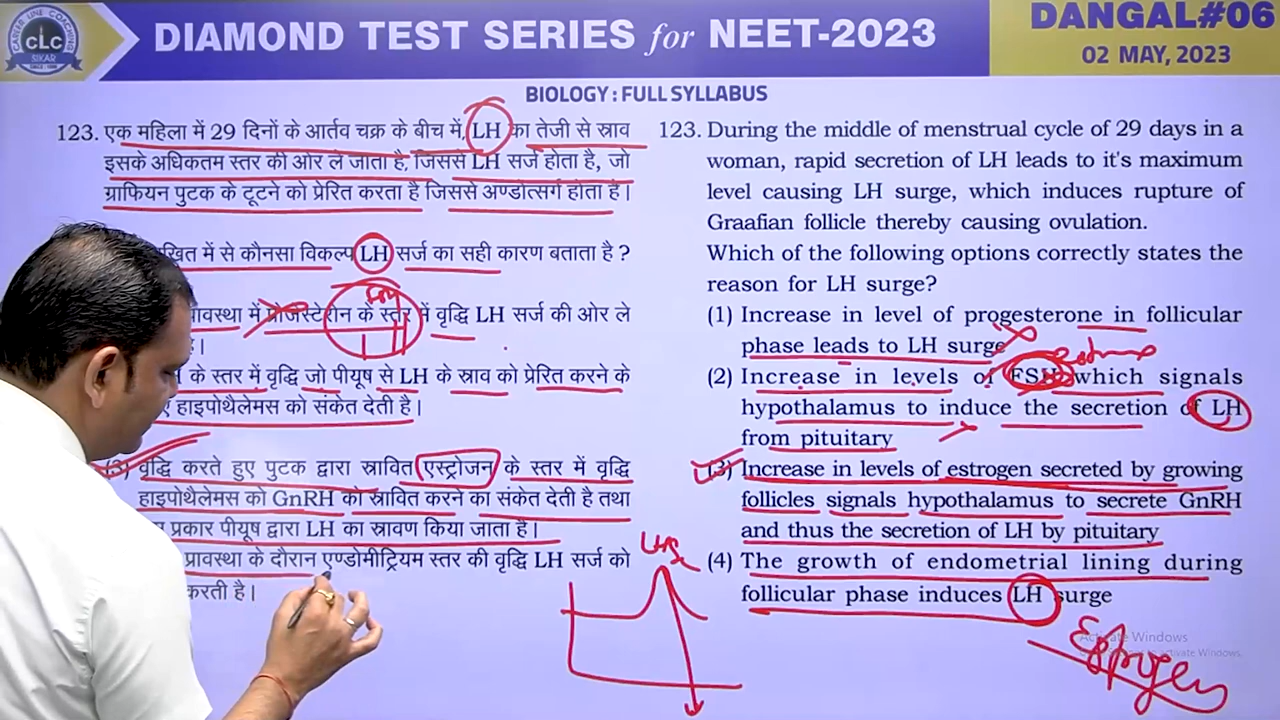 CAREER LINE COACHING
CLC
SIKAR
DIAMOND TEST SERIES for NEET-2023
DANGAL#06
02 MAY, 2023
BIOLOGY : FULL SYLLABUS
123. एक महिला में 29 दिनों के आर्तव चक्र के बीच में, LH का तेजी से स्राव
इसके अधिकतम स्तर की ओर ले जाता है, जिससे LH सर्ज होता है, जो
ग्राफियन पुटक के टूटने को प्रेरित करता है जिससे अण्डोत्सर्ग होता है।
में से कौनसा विकल्प LH सर्ज का सही कारण बताता है ?
में प्रोजेस्टेरोन के स्तर में वृद्धि LH सर्ज की ओर ले
है।
के स्तर में वृद्धि जो पीयूष से LH के स्राव को प्रेरित करने के
हाइपोथैलेमस को संकेत देती है।
(3) वृद्धि करते हुए पुटक द्वारा स्रावित एस्ट्रोजन के स्तर में वृद्धि
हाइपोथैलेमस को GnRH को स्रावित करने का संकेत देती है तथा
प्रकार पीयूष द्वारा LH का स्रावण किया जाता है।
प्रावस्था के दौरान एण्डोमीट्रियम स्तर की वृद्धि LH सर्ज को
करती है।
123. During the middle of menstrual cycle of 29 days in a
woman, rapid secretion of LH leads to it's maximum
level causing LH surge, which induces rupture of
Graafian follicle thereby causing ovulation.
Which of the following options correctly states the
reason for LH surge?
(1) Increase in level of progesterone in follicular
phase leads to LH surge
(2) Increase in levels of FSH which signals
hypothalamus to induce the secretion of LH
from pituitary
(3) Increase in levels of estrogen secreted by growing
follicles signals hypothalamus to secrete GnRH
and thus the secretion of LH by pituitary
(4) The growth of endometrial lining during
follicular phase induces LH surge
Activate Windows